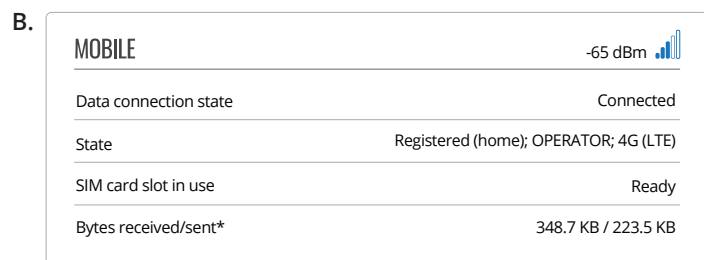 B.
MOBILE -65 dBm
Data connection state Connected
State Registered (home); OPERATOR; 4G (LTE)
SIM card slot in use Ready
Bytes received/sent* 348.7 KB / 223.5 KB